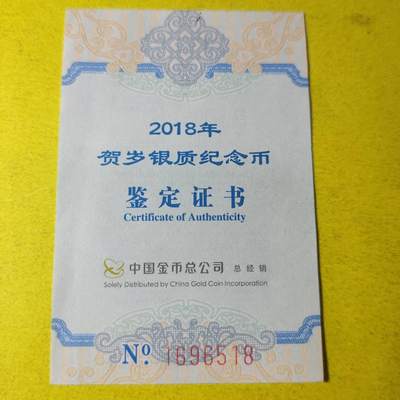 2018年
贺岁银质纪念币
鉴定证书
Certificate of Authenticity
中国金币总公司 总经销
Solely Distributed by China Gold Coin Incorporation
Nº. 1696518